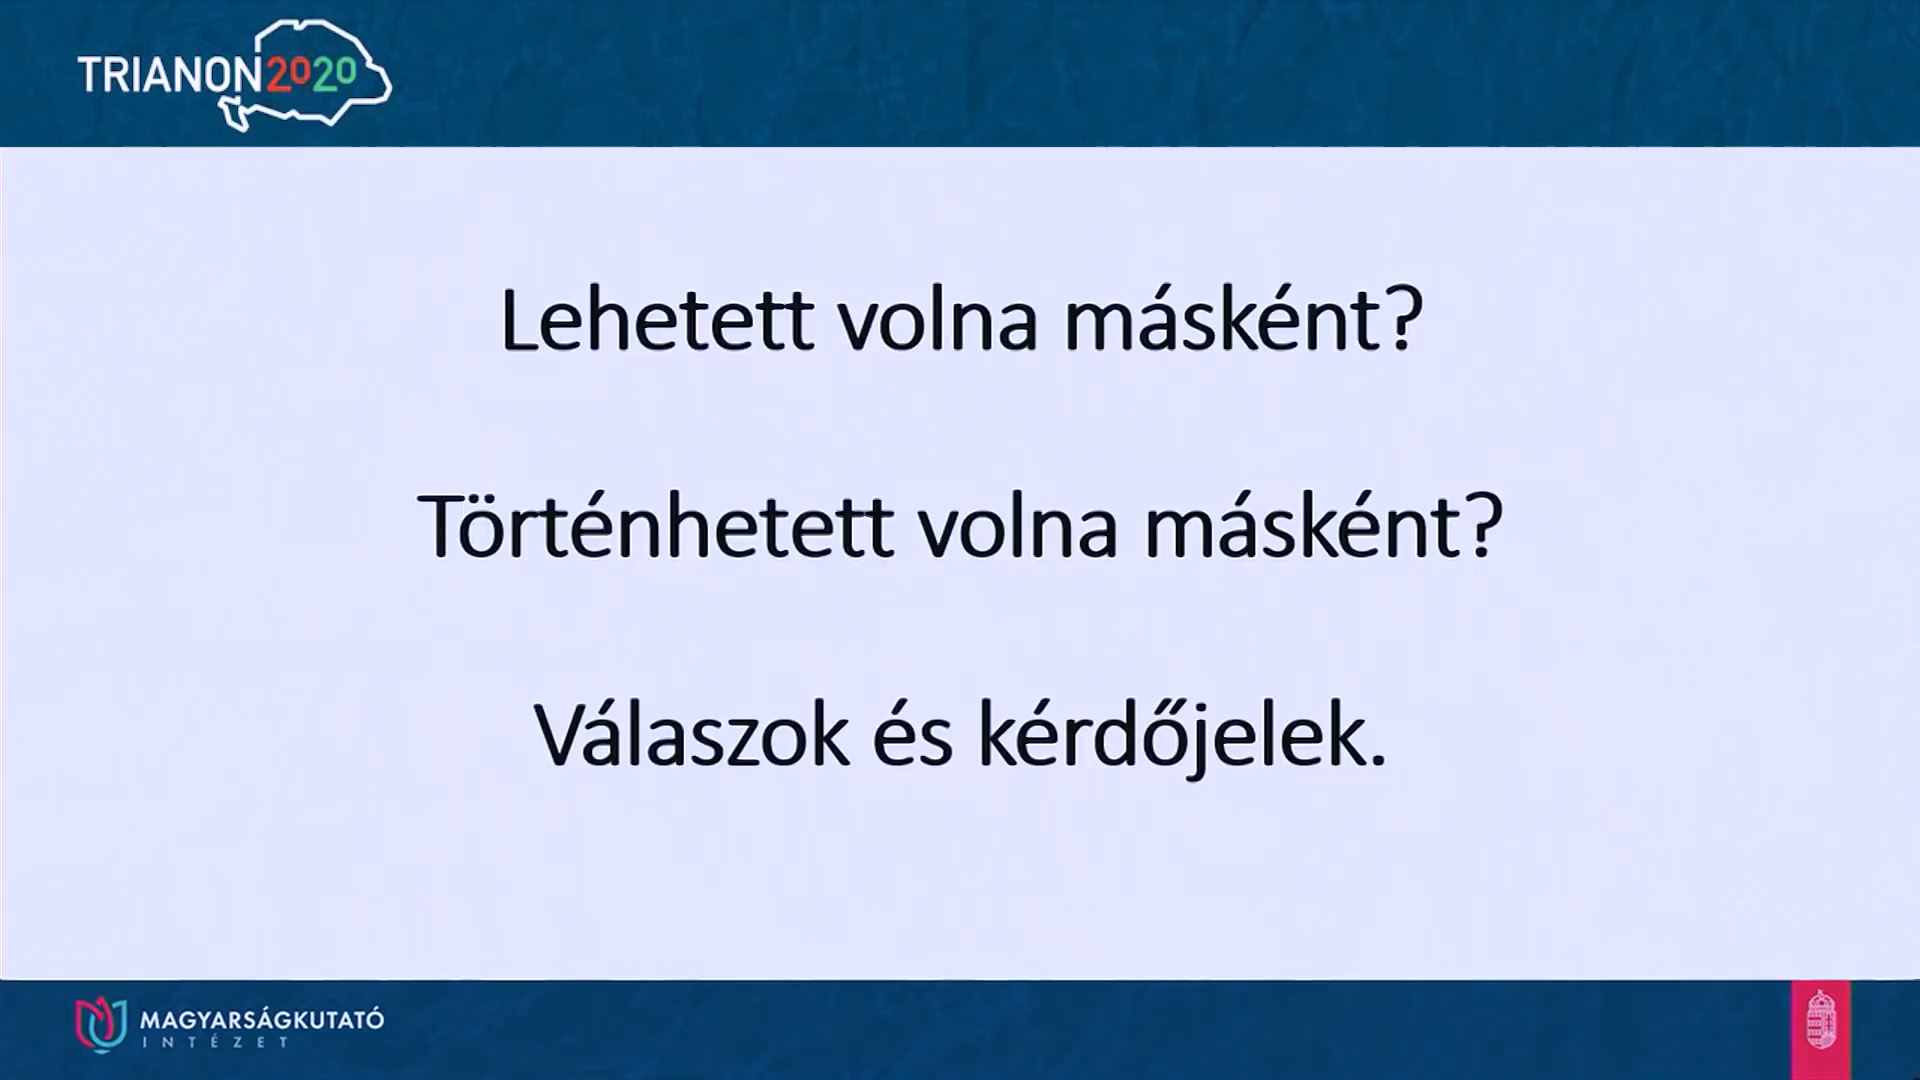 TRIANON2020
Lehetett volna másként?
Történhetett volna másként?
Válaszok és kérdőjelek.
MAGYARSÁGKUTATÓ
INTÉZET